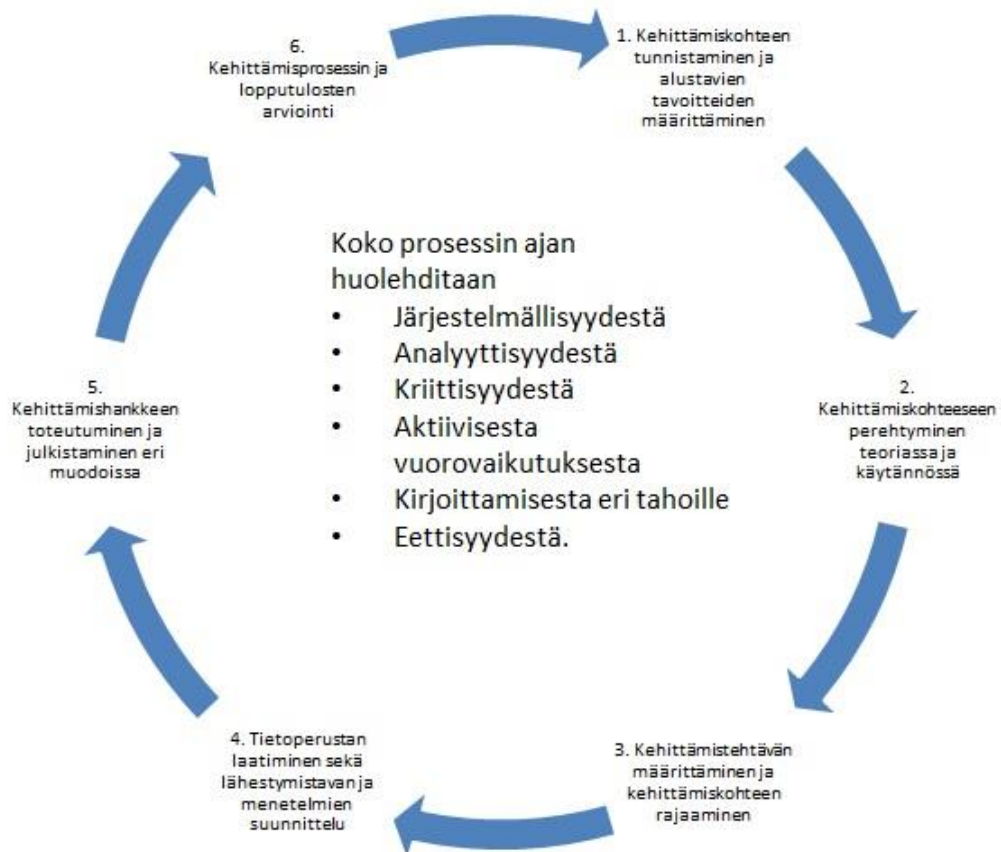 1. Kehittämiskohteen
tunnistaminen ja
alustavien
tavoitteiden
määrittäminen
2.
Kehittämiskohteeseen
perehtyminen
teoriassa ja
käytännössä
3. Kehittämistehtävän
määrittäminen ja
kehittämiskohteen
rajaaminen
4. Tietoperustan
laatiminen sekä
lähestymistavan ja
menetelmien
suunnittelu
5.
Kehittämishankkeen
toteutuminen ja
julkistaminen eri
muodoissa
6.
Kehittämisprosessin ja
lopputulosten
arviointi
Koko prosessin ajan
huolehditaan
• Järjestelmällisyydestä
• Analyyttisyydestä
• Kriittisyydestä
• Aktiivisesta
vuorovaikutuksesta
• Kirjoittamisesta eri tahoille
• Eettisyydestä.